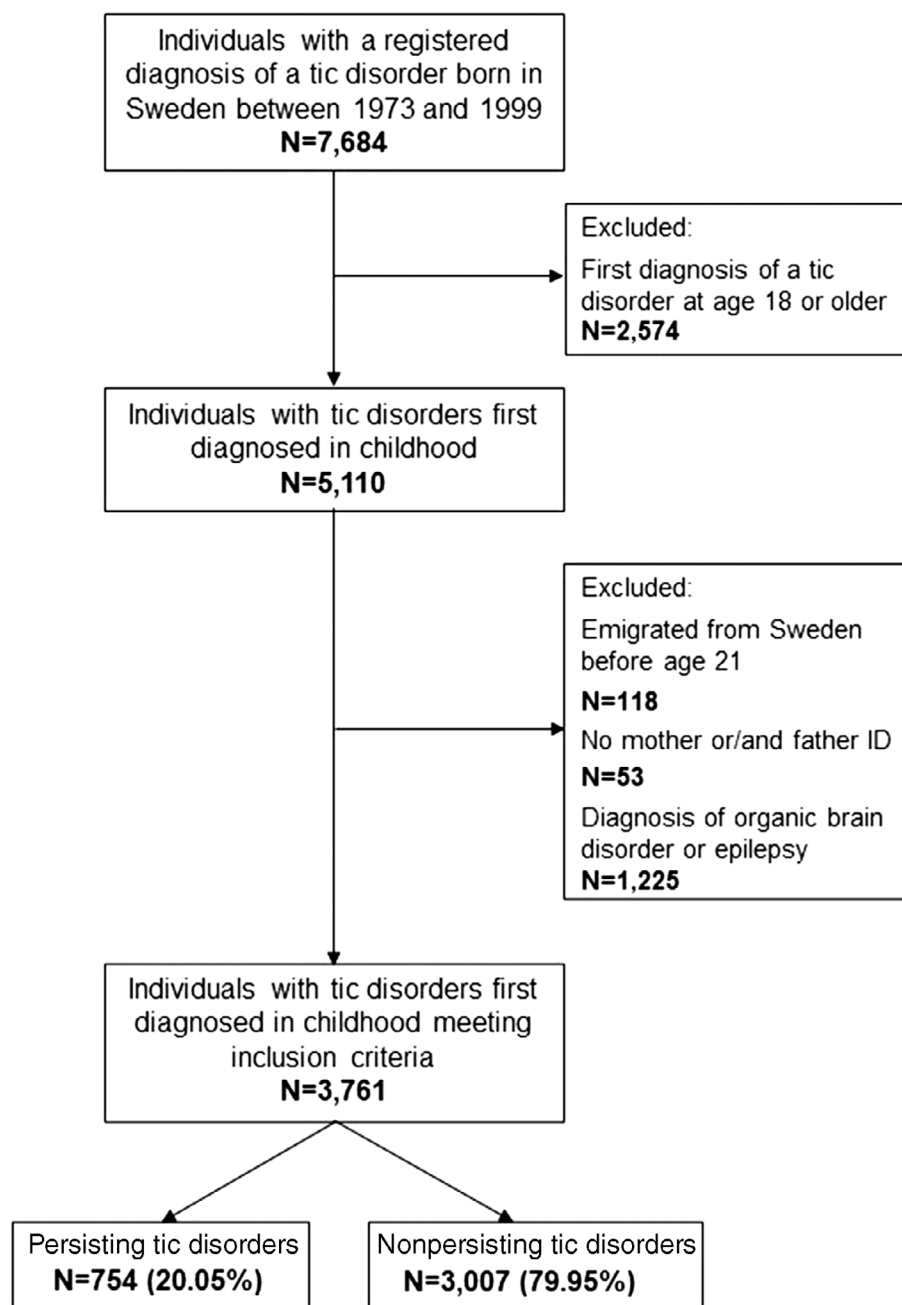 Individuals with a registered
diagnosis of a tic disorder born in
Sweden between 1973 and 1999
N=7,684
Excluded:
First diagnosis of a tic
disorder at age 18 or older
N=2,574
Individuals with tic disorders first
diagnosed in childhood
N=5,110
Excluded:
Emigrated from Sweden
before age 21
N=118
No mother or/and father ID
N=53
Diagnosis of organic brain
disorder or epilepsy
N=1,225
Individuals with tic disorders first
diagnosed in childhood meeting
inclusion criteria
N=3,761
Persisting tic disorders
N=754 (20.05%)
Nonpersisting tic disorders
N=3,007 (79.95%)